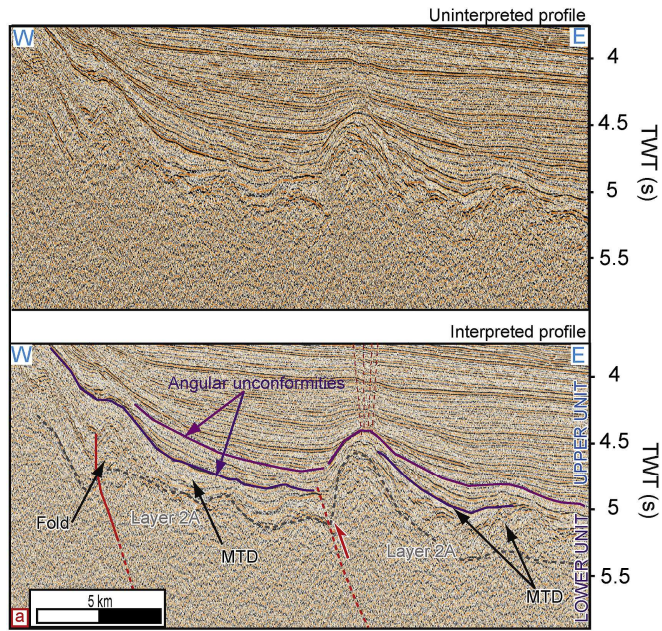 Uninterpreted profile
W
E
4
4.5
5
5.5
TWT (s)
Interpreted profile
W
E
Angular unconformities
4
4.5
5
5.5
TWT (s)
UPPER UNIT
LOWER UNIT
Fold
Layer 2A
MTD
Layer 2A
MTD
a
5 km